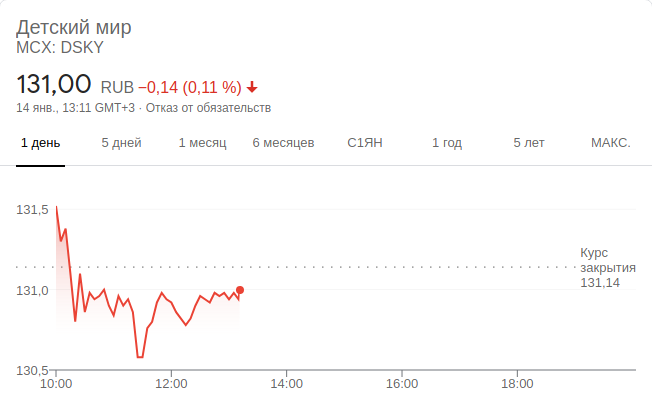 Детский мир
MCX: DSKY
131,00 RUB −0,14 (0,11 %)
14 янв., 13:11 GMT+3 · Отказ от обязательств
1 день 5 дней 1 месяц 6 месяцев С1ЯН 1 год 5 лет МАКС.
131,5
Курс
закрытия
131,14
131,0
130,5
10:00 12:00 14:00 16:00 18:00